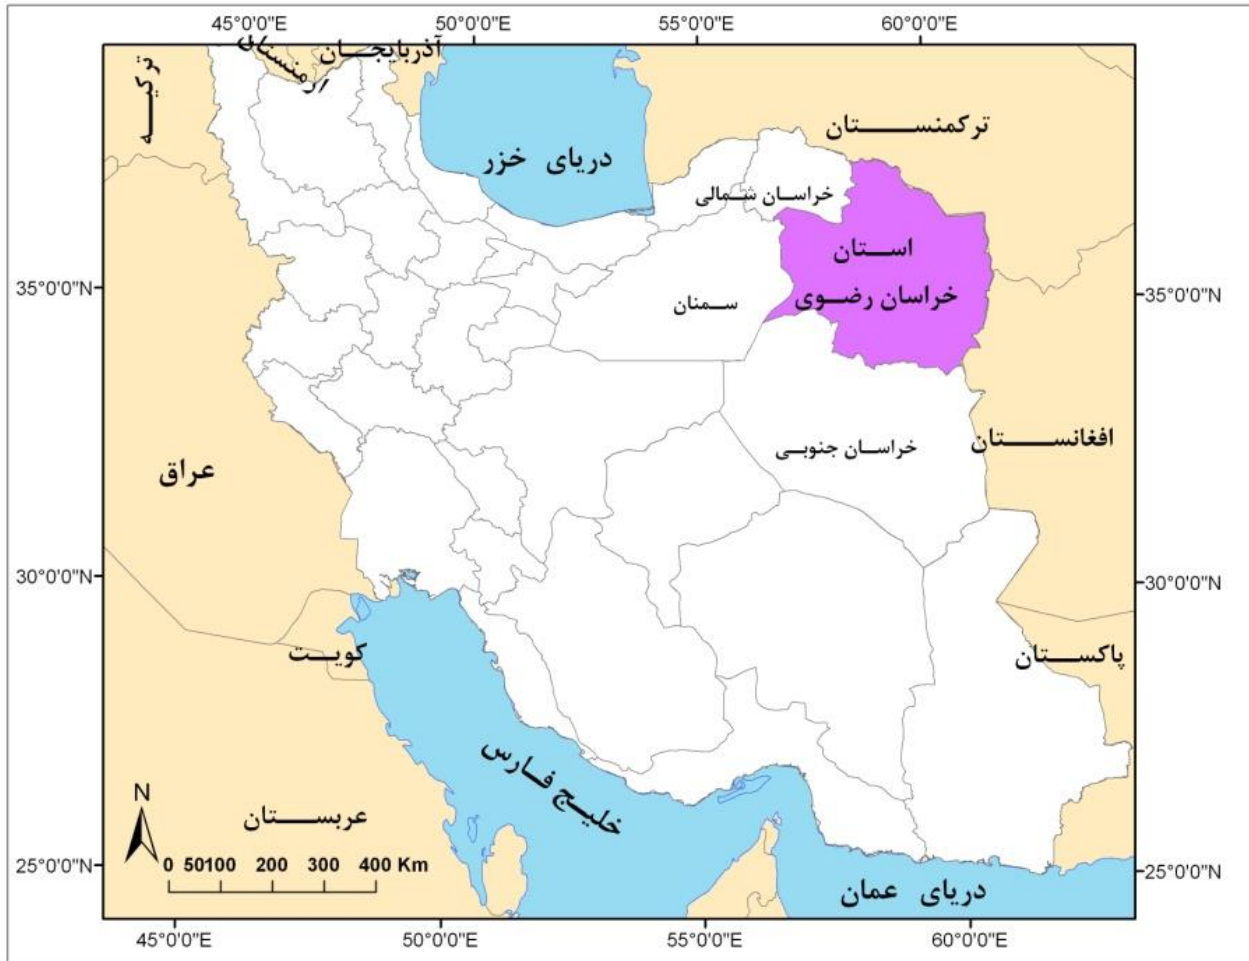 45°0'0"E 50°0'0"E 55°0'0"E 60°0'0"E
آذربایجان
ارمنستان
ترکیه
ترکمنستان
دریای خزر
خراسان شمالی
استان
خراسان رضوی
35°0'0"N
سمنان
35°0'0"N
افغانستان
خراسان جنوبی
عراق
30°0'0"N
30°0'0"N
کویت
پاکستان
خلیج فارس
N
عربستان
0 50100 200 300 400 Km
25°0'0"N
25°0'0"N
دریای عمان
45°0'0"E 50°0'0"E 55°0'0"E 60°0'0"E